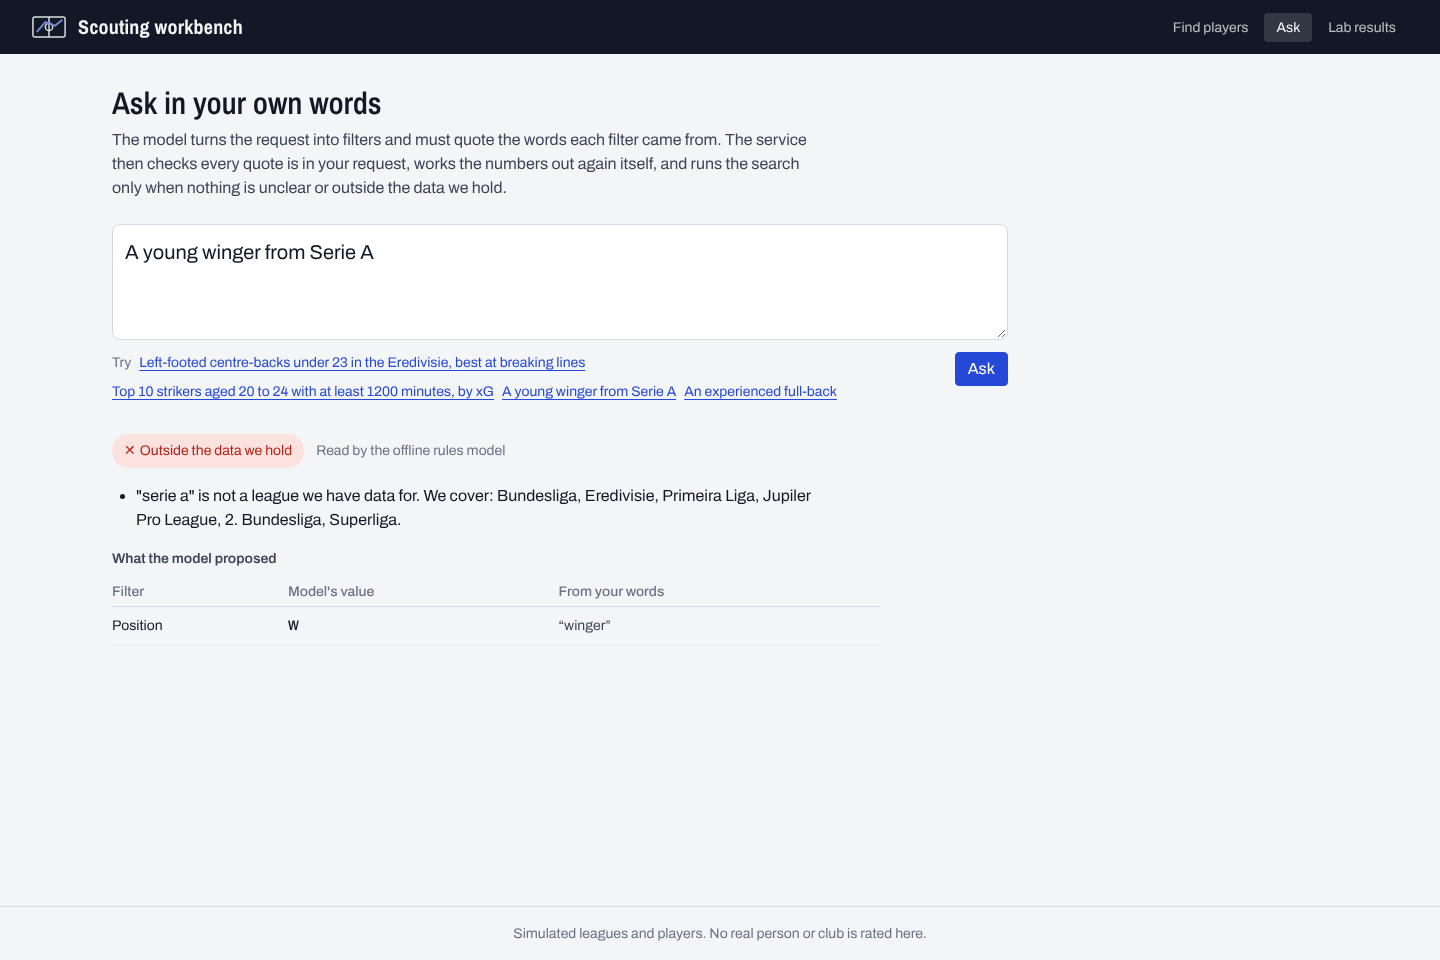 Scouting workbench
Find players
Ask
Lab results
Ask in your own words
The model turns the request into filters and must quote the words each filter came from. The service
then checks every quote is in your request, works the numbers out again itself, and runs the search
only when nothing is unclear or outside the data we hold.
A young winger from Serie A
Try Left-footed centre-backs under 23 in the Eredivisie, best at breaking lines
Ask
Top 10 strikers aged 20 to 24 with at least 1200 minutes, by xG A young winger from Serie A An experienced full-back
✕ Outside the data we hold Read by the offline rules model
• "serie a" is not a league we have data for. We cover: Bundesliga, Eredivisie, Primeira Liga, Jupiler
Pro League, 2. Bundesliga, Superliga.
What the model proposed
Filter Model's value From your words
Position W “winger”
Simulated leagues and players. No real person or club is rated here.